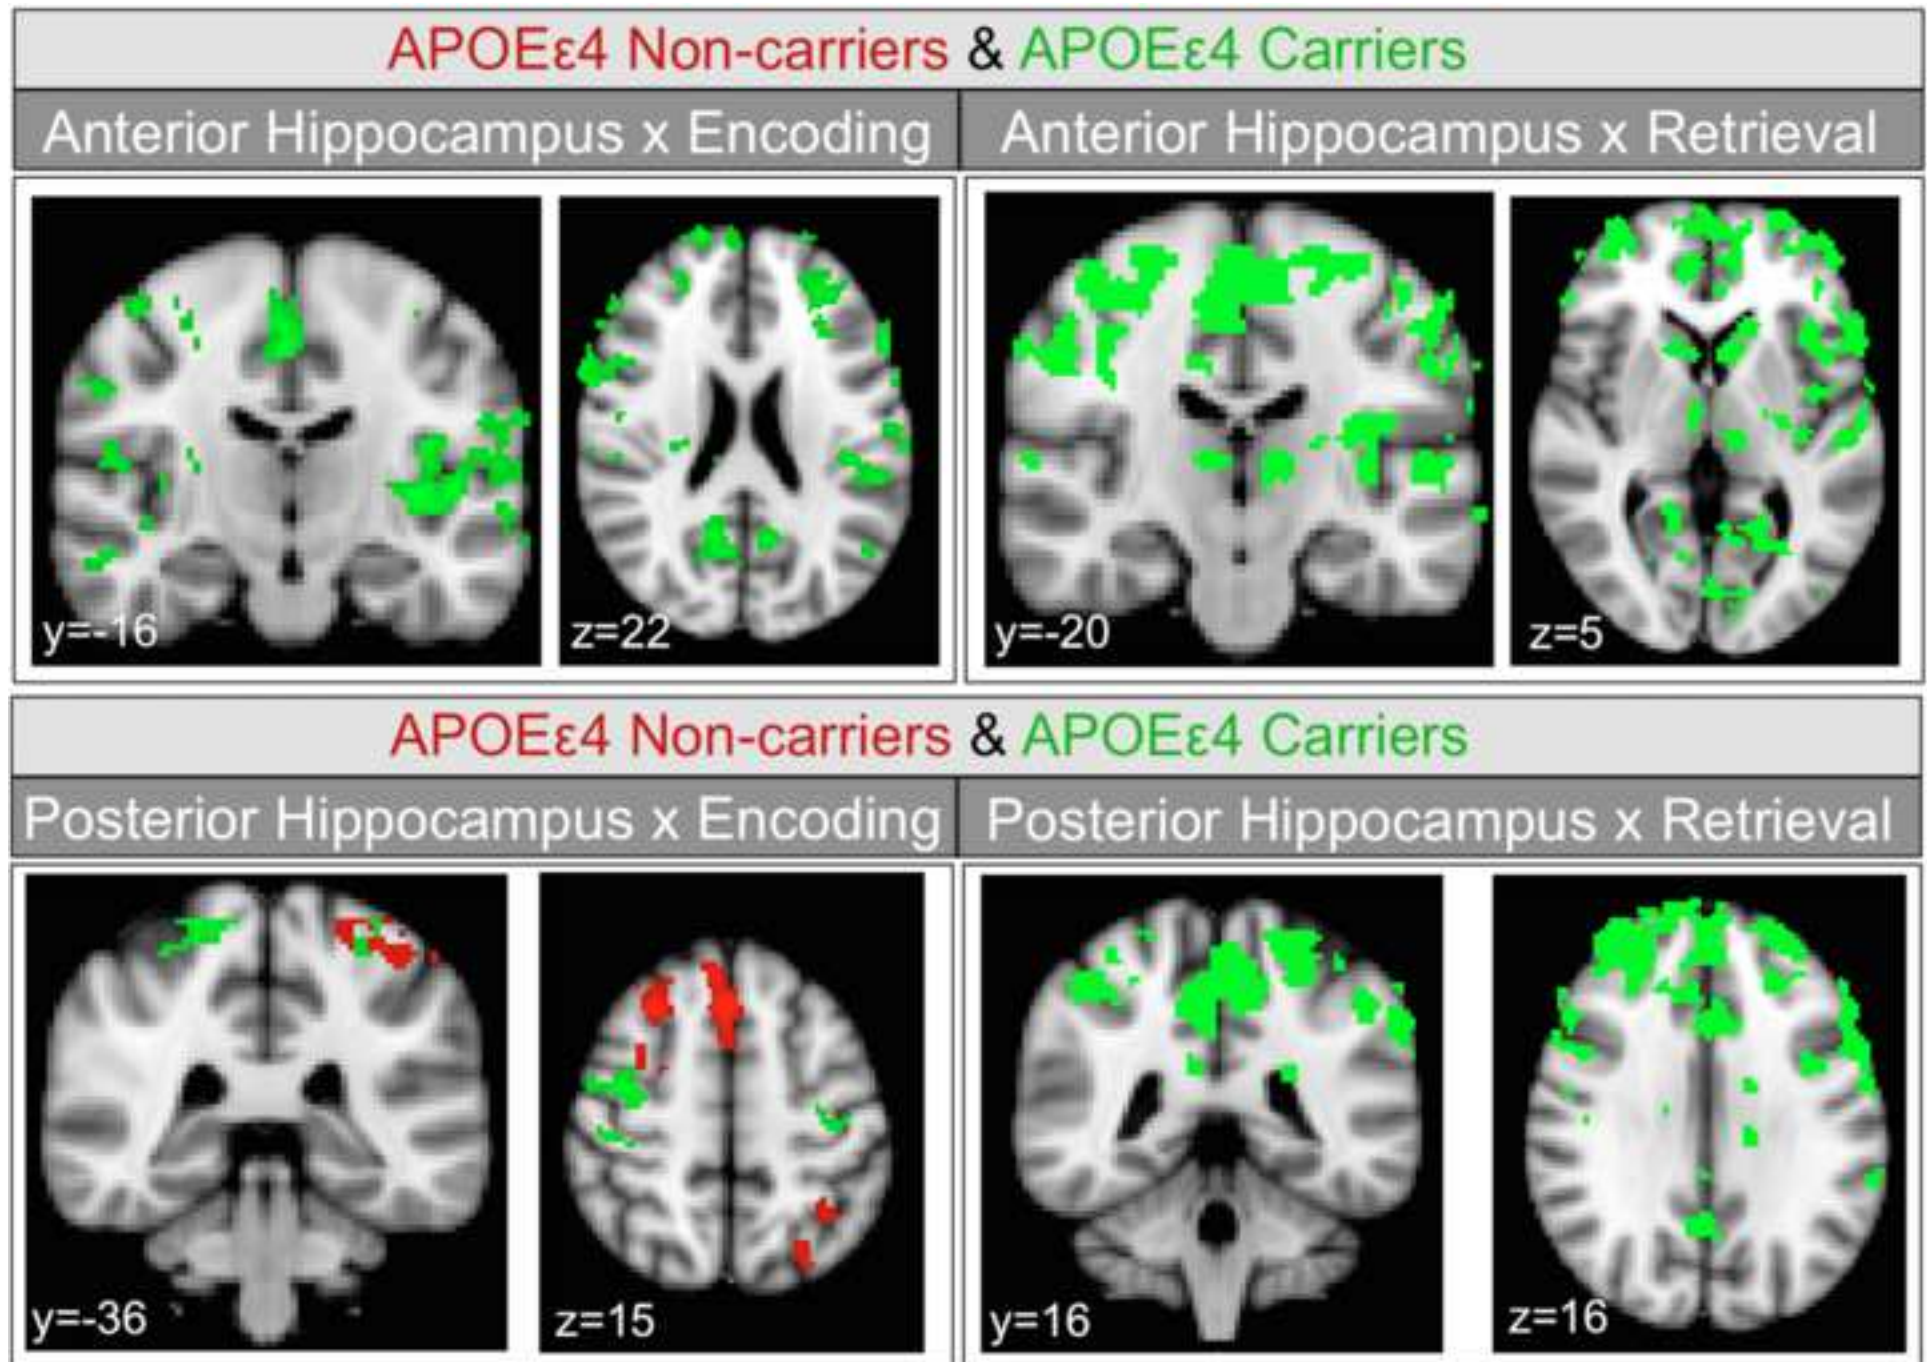 APOEε4 Non-carriers & APOEε4 Carriers
Anterior Hippocampus x Encoding
Anterior Hippocampus x Retrieval
y=-16
z=22
y=-20
z=5
APOEε4 Non-carriers & APOEε4 Carriers
Posterior Hippocampus x Encoding
Posterior Hippocampus x Retrieval
y=-36
z=15
y=16
z=16